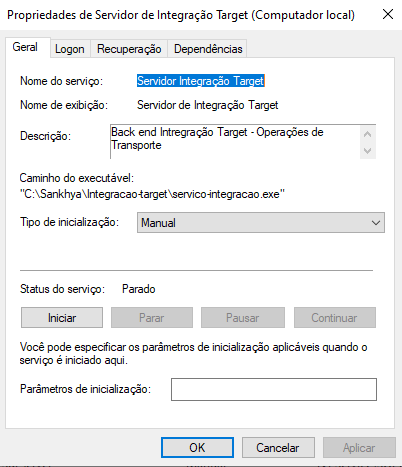 Propriedades de Servidor de Integração Target (Computador local)
Geral Logon Recuperação Dependências
Nome do serviço: Servidor Integração Target
Nome de exibição: Servidor de Integração Target
Descrição: Back end Intregração Target - Operações de
Transporte
Caminho do executável:
"C:\Sankhya\Integracao-target\servico-integracao.exe"
Tipo de inicialização: Manual
Status do serviço: Parado
Iniciar Parar Pausar Continuar
Você pode especificar os parâmetros de inicialização aplicáveis quando o
serviço é iniciado aqui.
Parâmetros de inicialização:
OK Cancelar Aplicar